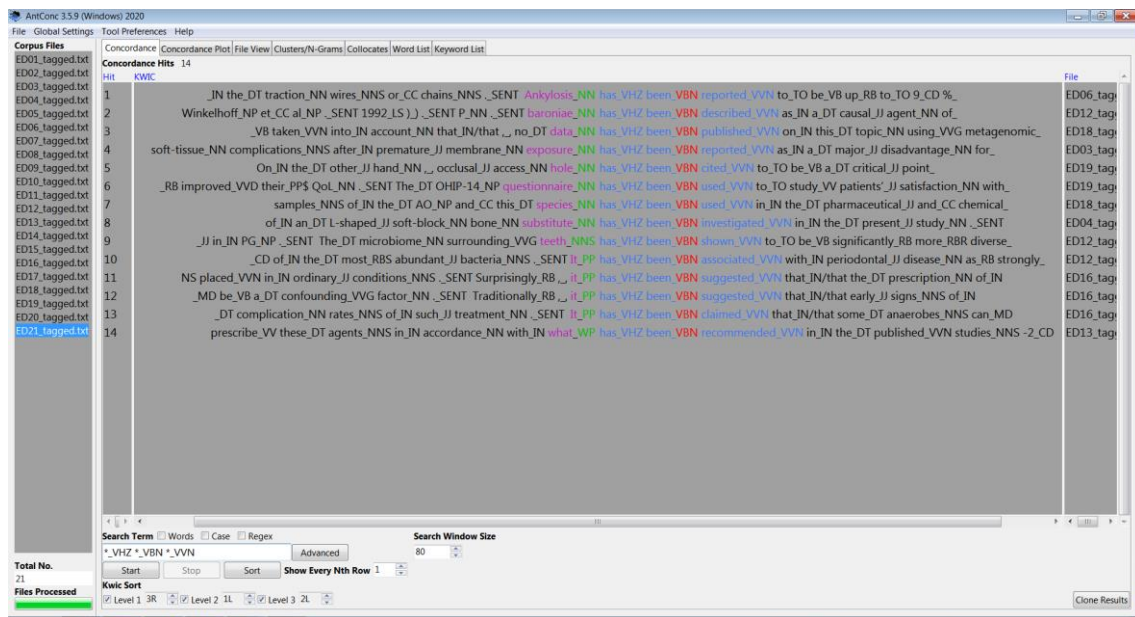 AntConc 3.5.9 (Windows) 2020
File Global Settings Tool Preferences Help
Corpus Files
ED01_tagged.txt
ED02_tagged.txt
ED03_tagged.txt
ED04_tagged.txt
ED05_tagged.txt
ED06_tagged.txt
ED07_tagged.txt
ED08_tagged.txt
ED09_tagged.txt
ED10_tagged.txt
ED11_tagged.txt
ED12_tagged.txt
ED13_tagged.txt
ED14_tagged.txt
ED15_tagged.txt
ED16_tagged.txt
ED17_tagged.txt
ED18_tagged.txt
ED19_tagged.txt
ED20_tagged.txt
ED21_tagged.txt
Total No.
21
Files Processed
Concordance Concordance Plot File View Clusters/N-Grams Collocates Word List Keyword List
Concordance Hits 14
Hit KWIC File
1 _IN the_DT traction_NN wires_NNS or_CC chains_NNS ._SENT Ankylosis_NN has_VHZ been_VBN reported_VVN to_TO be_VB up_RB to_TO 9_CD %_ ED06_tag
2 Winkelhoff_NP et_CC al_NP ._SENT 1992_LS )_) ._SENT P_NN ._SENT baroniae_NN has_VHZ been_VBN described_VVN as_IN a_DT causal_JJ agent_NN of_ ED12_tag
3 _VB taken_VVN into_IN account_NN that_IN/that ,_, no_DT data_NN has_VHZ been_VBN published_VVN on_IN this_DT topic_NN using_VVG metagenomic_ ED18_tag
4 soft-tissue_NN complications_NNS after_IN premature_JJ membrane_NN exposure_NN has_VHZ been_VBN reported_VVN as_IN a_DT major_JJ disadvantage_NN for_ ED03_tag
5 On_IN the_DT other_JJ hand_NN ,_, occlusal_JJ access_NN hole_NN has_VHZ been_VBN cited_VVN to_TO be_VB a_DT critical_JJ point_ ED19_tag
6 _RB improved_VVD their_PP$ QoL_NN ._SENT The_DT OHIP-14_NP questionnaire_NN has_VHZ been_VBN used_VVN to_TO study_VV patients'_JJ satisfaction_NN with_ ED19_tag
7 samples_NNS of_IN the_DT AO_NP and_CC this_DT species_NN has_VHZ been_VBN used_VVN in_IN the_DT pharmaceutical_JJ and_CC chemical_ ED18_tag
8 of_IN an_DT L-shaped_JJ soft-block_NN bone_NN substitute_NN has_VHZ been_VBN investigated_VVN in_IN the_DT present_JJ study_NN ._SENT ED04_tag
9 _JJ in_IN PG_NP ._SENT The_DT microbiome_NN surrounding_VVG teeth_NNS has_VHZ been_VBN shown_VVN to_TO be_VB significantly_RB more_RBR diverse_ ED12_tag
10 _CD of_IN the_DT most_RBS abundant_JJ bacteria_NNS ._SENT It_PP has_VHZ been_VBN associated_VVN with_IN periodontal_JJ disease_NN as_RB strongly_ ED12_tag
11 NS placed_VVN in_IN ordinary_JJ conditions_NNS ._SENT Surprisingly_RB ,_, it_PP has_VHZ been_VBN suggested_VVN that_IN/that the_DT prescription_NN of_IN ED16_tag
12 _MD be_VB a_DT confounding_VVG factor_NN ._SENT Traditionally_RB ,_, it_PP has_VHZ been_VBN suggested_VVN that_IN/that early_JJ signs_NNS of_IN ED16_tag
13 _DT complication_NN rates_NNS of_IN such_JJ treatment_NN ._SENT It_PP has_VHZ been_VBN claimed_VVN that_IN/that some_DT anaerobes_NNS can_MD ED16_tag
14 prescribe_VV these_DT agents_NNS in_IN accordance_NN with_IN what_WP has_VHZ been_VBN recommended_VVN in_IN the_DT published_VVN studies_NNS -2_CD ED13_tag
Search Term Words Case Regex Search Window Size
*_VHZ *_VBN *_VVN Advanced 80
Start Stop Sort Show Every Nth Row 1
Kwic Sort
Level 1 3R Level 2 1L Level 3 2L Clone Results